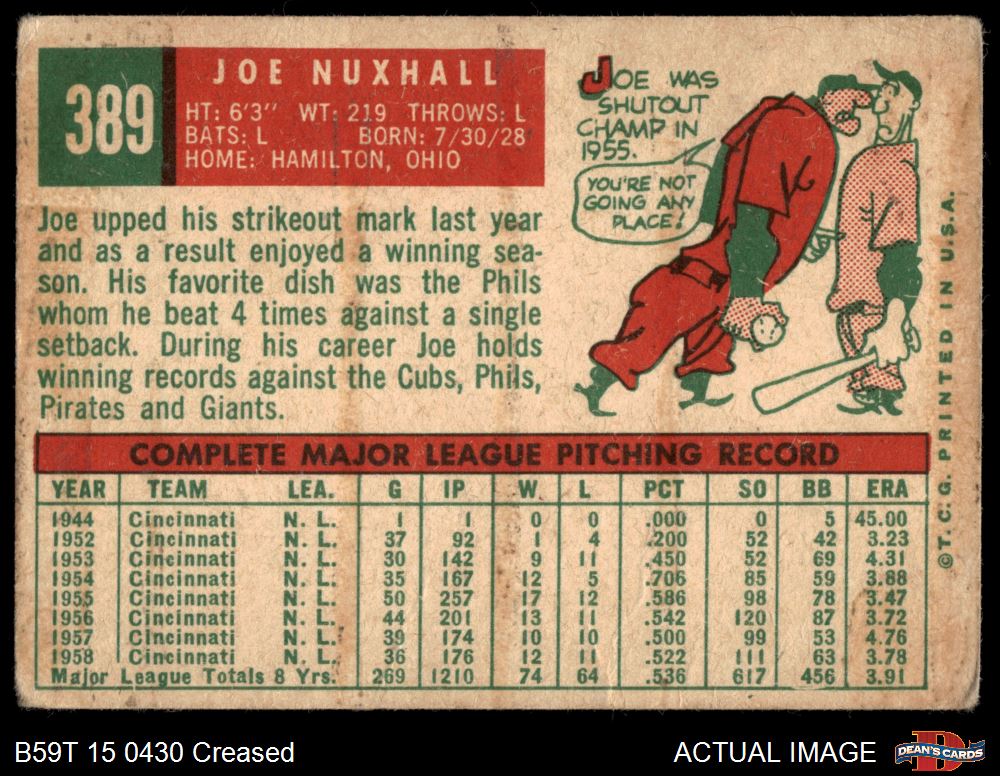 389
JOE NUXHALL
HT: 6'3" WT: 219 THROWS: L
BATS: L BORN: 7/30/28
HOME: HAMILTON, OHIO
JOE WAS
SHUTOUT
CHAMP IN
1955.
YOU'RE NOT
GOING ANY
PLACE!
Joe upped his strikeout mark last year
and as a result enjoyed a winning sea-
son. His favorite dish was the Phils
whom he beat 4 times against a single
setback. During his career Joe holds
winning records against the Cubs, Phils,
Pirates and Giants.
COMPLETE MAJOR LEAGUE PITCHING RECORD
YEAR TEAM LEA. G IP W L PCT SO BB ERA
1944 Cincinnati N. L. 1 1 0 0 .000 0 5 45.00
1952 Cincinnati N. L. 37 92 1 4 .200 52 42 3.23
1953 Cincinnati N. L. 30 142 9 11 .450 52 69 4.31
1954 Cincinnati N. L. 35 167 12 5 .706 85 59 3.88
1955 Cincinnati N. L. 50 257 17 12 .586 98 78 3.47
1956 Cincinnati N. L. 44 201 13 11 .542 120 87 3.72
1957 Cincinnati N. L. 39 174 10 10 .500 99 53 4.76
1958 Cincinnati N. L. 36 176 12 11 .522 111 63 3.78
Major League Totals 8 Yrs. 269 1210 74 64 .536 617 456 3.91
©T. C. G. PRINTED IN U.S.A.
B59T 15 0430 Creased
ACTUAL IMAGE
DEAN'S CARDS